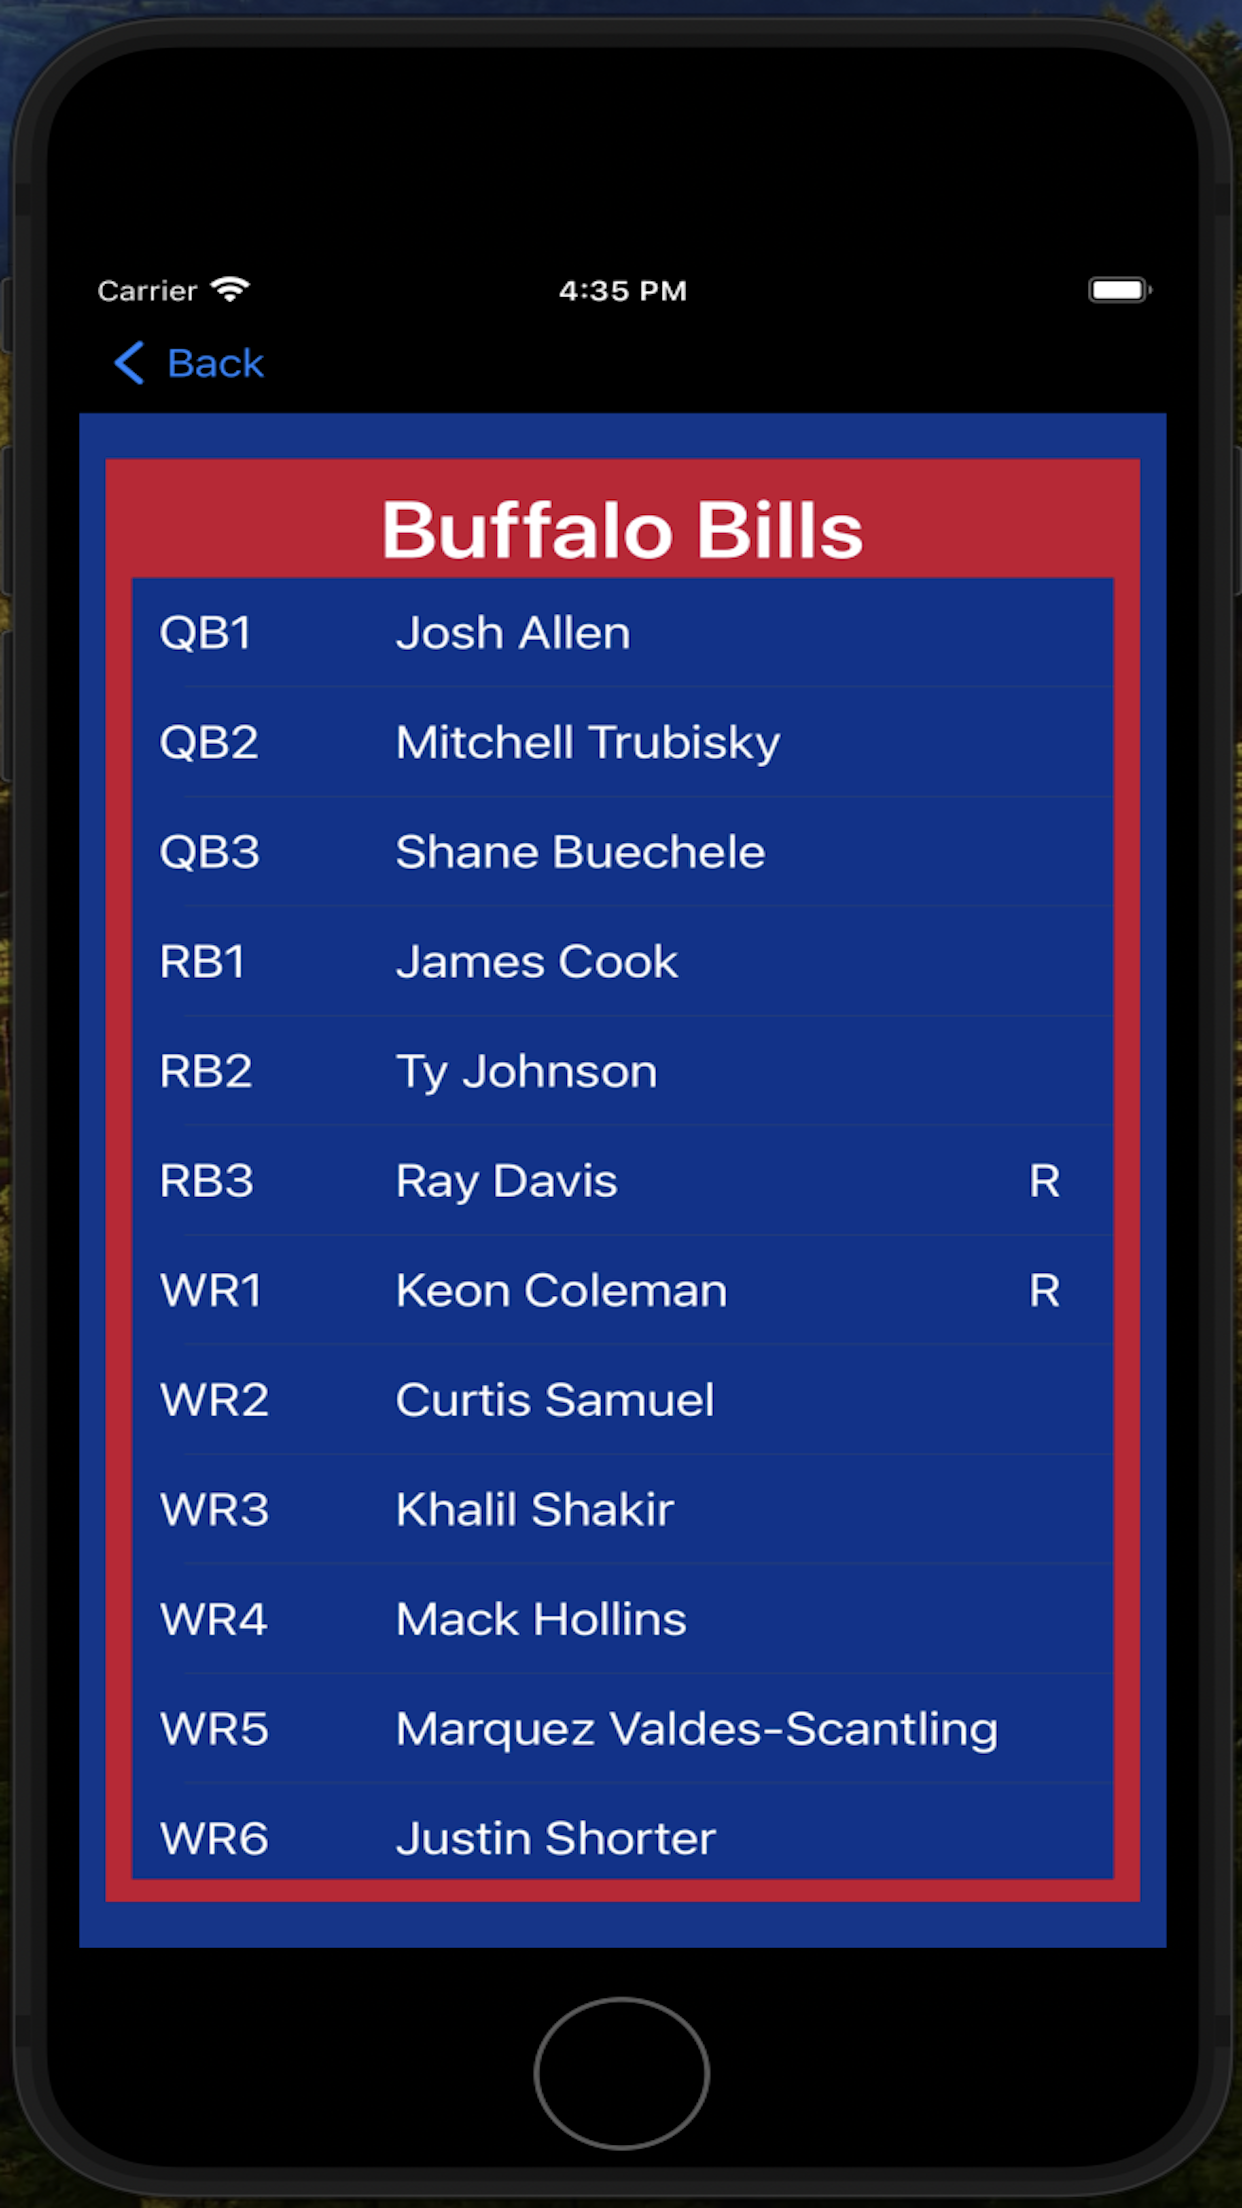 Carrier 4:35 PM
Back
Buffalo Bills
QB1 Josh Allen
QB2 Mitchell Trubisky
QB3 Shane Buechele
RB1 James Cook
RB2 Ty Johnson
RB3 Ray Davis R
WR1 Keon Coleman R
WR2 Curtis Samuel
WR3 Khalil Shakir
WR4 Mack Hollins
WR5 Marquez Valdes-Scantling
WR6 Justin Shorter